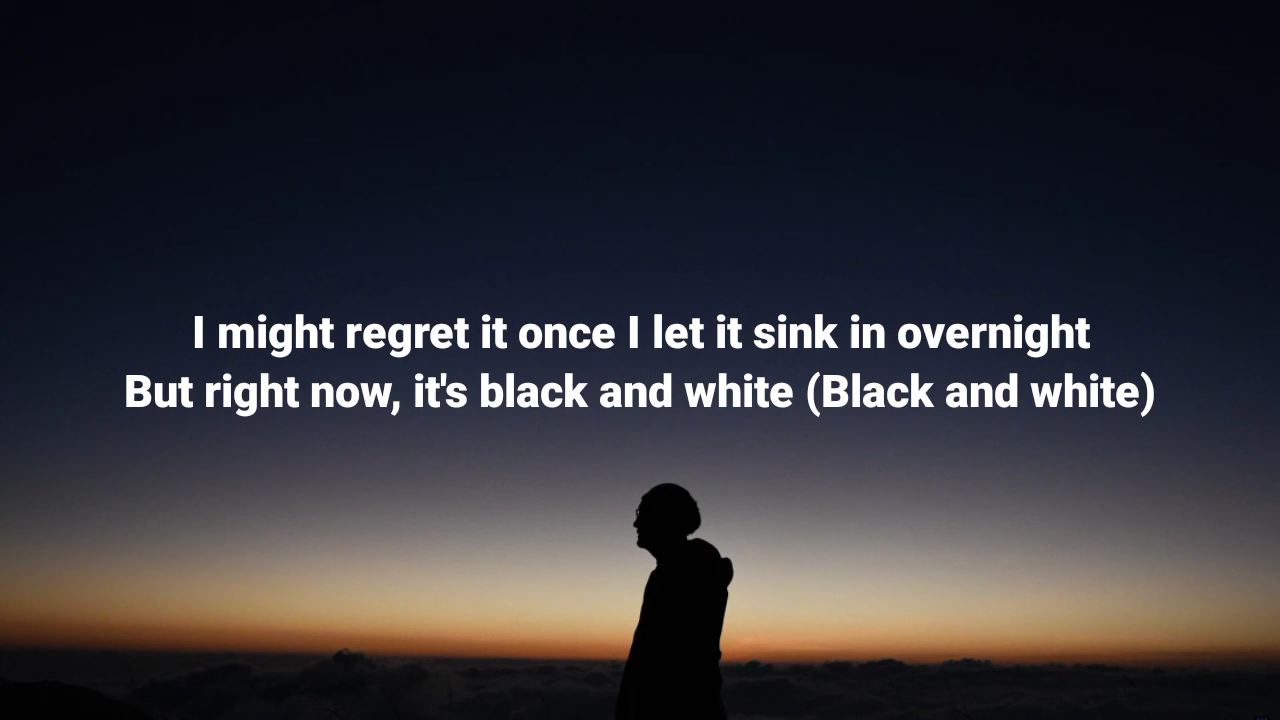 I might regret it once I let it sink in overnight
But right now, it's black and white (Black and white)